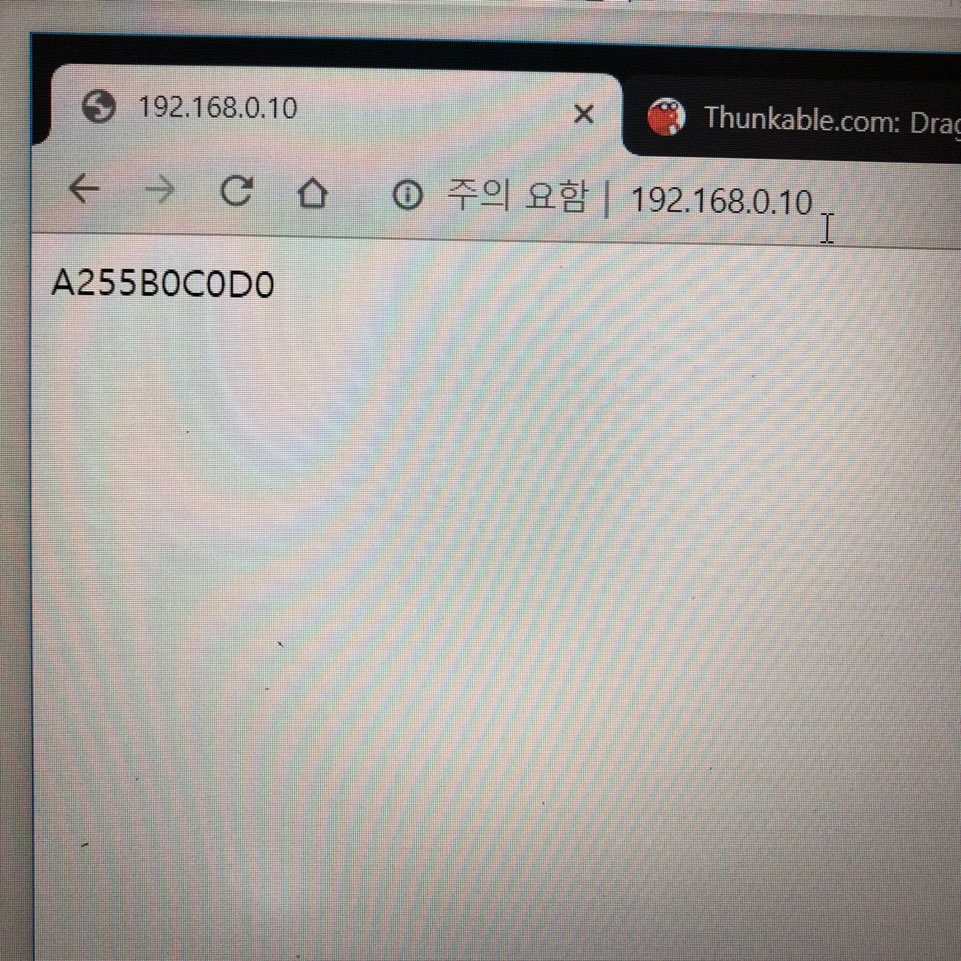 192.168.0.10
Thunkable.com: Drag
주의 요함 | 192.168.0.10
A255B0C0D0